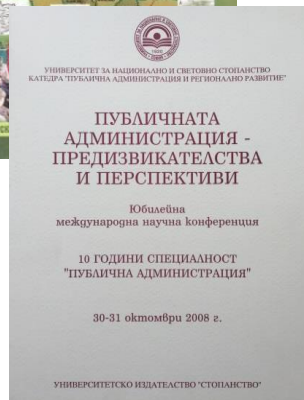 УНИВЕРСИТЕТ ЗА НАЦИОНАЛНО И СВЕТОВНО СТОПАНСТВО
КАТЕДРА "ПУБЛИЧНА АДМИНИСТРАЦИЯ И РЕГИОНАЛНО РАЗВИТИЕ"
ПУБЛИЧНАТА
АДМИНИСТРАЦИЯ -
ПРЕДИЗВИКАТЕЛСТВА
И ПЕРСПЕКТИВИ
Юбилейна
международна научна конференция
10 ГОДИНИ СПЕЦИАЛНОСТ
"ПУБЛИЧНА АДМИНИСТРАЦИЯ"
30-31 октомври 2008 г.
УНИВЕРСИТЕТСКО ИЗДАТЕЛСТВО "СТОПАНСТВО"